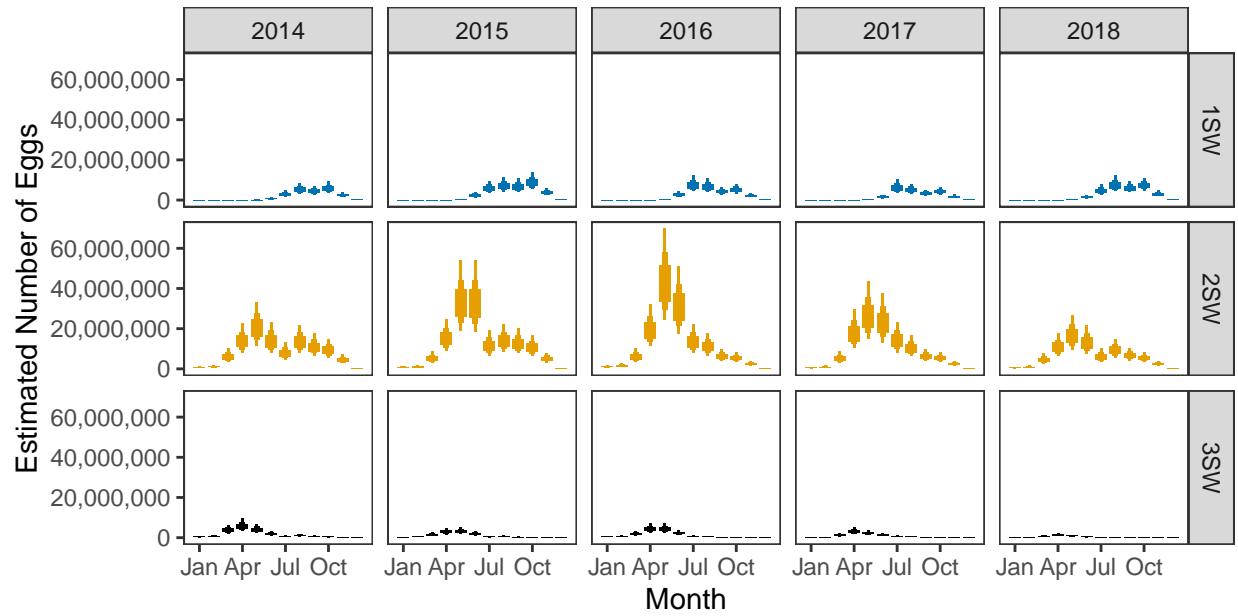 2014 2015 2016 2017 2018
Estimated Number of Eggs
60,000,000
40,000,000
20,000,000
0
1SW
60,000,000
40,000,000
20,000,000
0
2SW
60,000,000
40,000,000
20,000,000
0
3SW
Jan Apr Jul Oct Jan Apr Jul Oct Jan Apr Jul Oct Jan Apr Jul Oct Jan Apr Jul Oct
Month